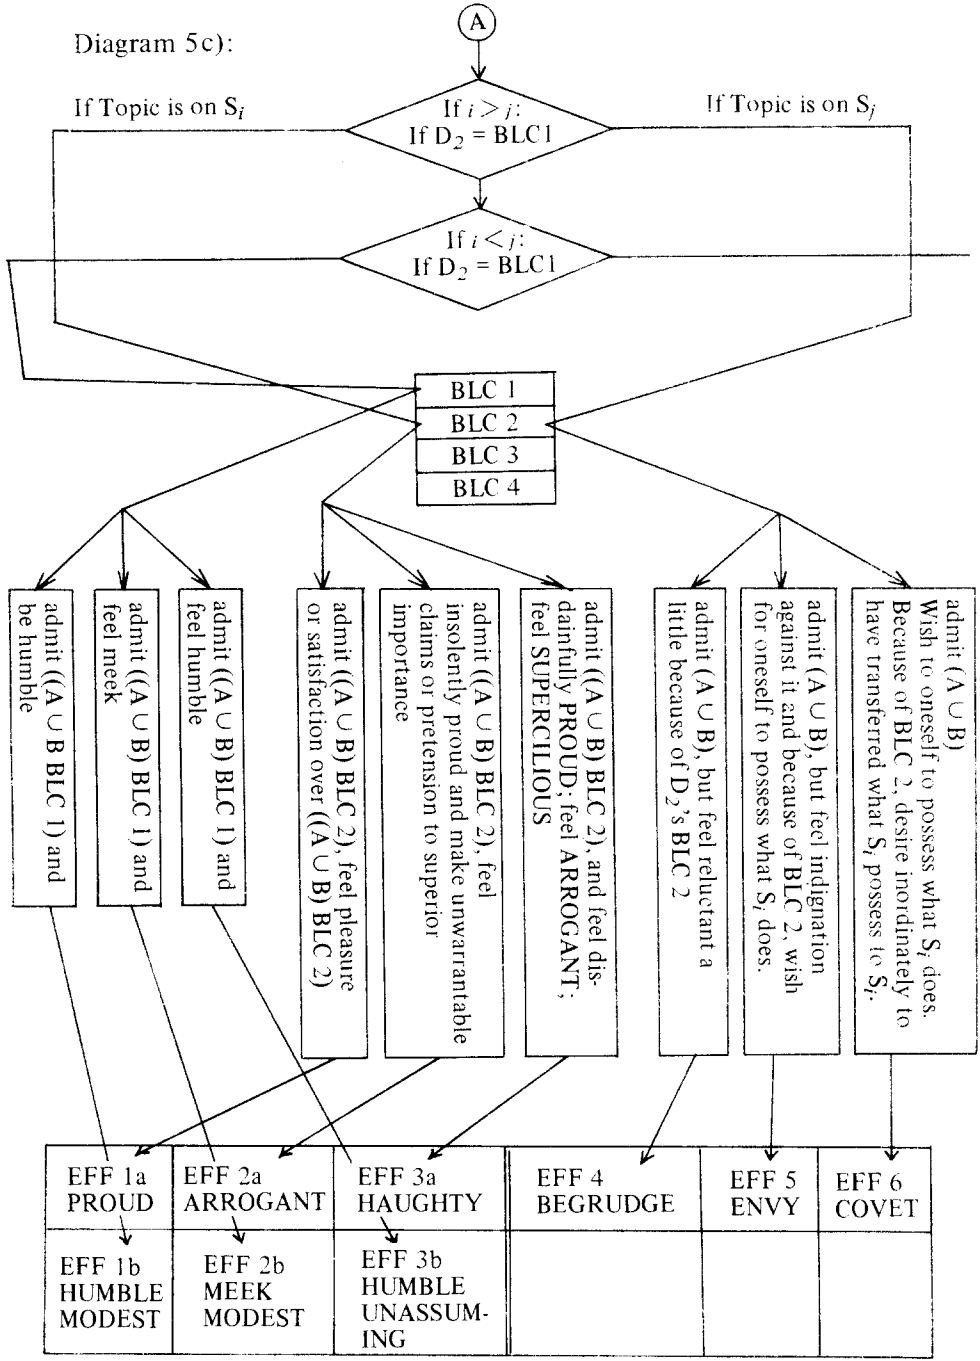 A
Diagram 5c):
If Topic is on Sᵢ
If i > j:
If D₂ = BLC1
If Topic is on Sⱼ
If i < j:
If D₂ = BLC1
BLC 1
BLC 2
BLC 3
BLC 4
admit ((A ∪ B) BLC 1) and
be humble
admit ((A ∪ B) BLC 1) and
feel meek
admit ((A ∪ B) BLC 1) and
feel humble
admit ((A ∪ B) BLC 2), feel pleasure
or satisfaction over ((A ∪ B) BLC 2)
admit ((A ∪ B) BLC 2), feel
insolently proud and make unwarrantable
claims or pretension to superior
importance
admit ((A ∪ B) BLC 2), and feel dis-
dainfully PROUD; feel ARROGANT;
feel SUPERCILIOUS
admit (A ∪ B), but feel reluctant a
little because of D₂'s BLC 2
admit (A ∪ B), but feel indignation
against it and because of BLC 2, wish
for oneself to possess what Sᵢ does.
admit (A ∪ B)
Wish to oneself to possess what Sᵢ does.
Because of BLC 2, desire inordinately to
have transferred what Sᵢ possess to Sᵢ.
EFF 1a
PROUD
EFF 2a
ARROGANT
EFF 3a
HAUGHTY
EFF 4
BEGRUDGE
EFF 5
ENVY
EFF 6
COVET
EFF 1b
HUMBLE
MODEST
EFF 2b
MEEK
MODEST
EFF 3b
HUMBLE
UNASSUM-
ING